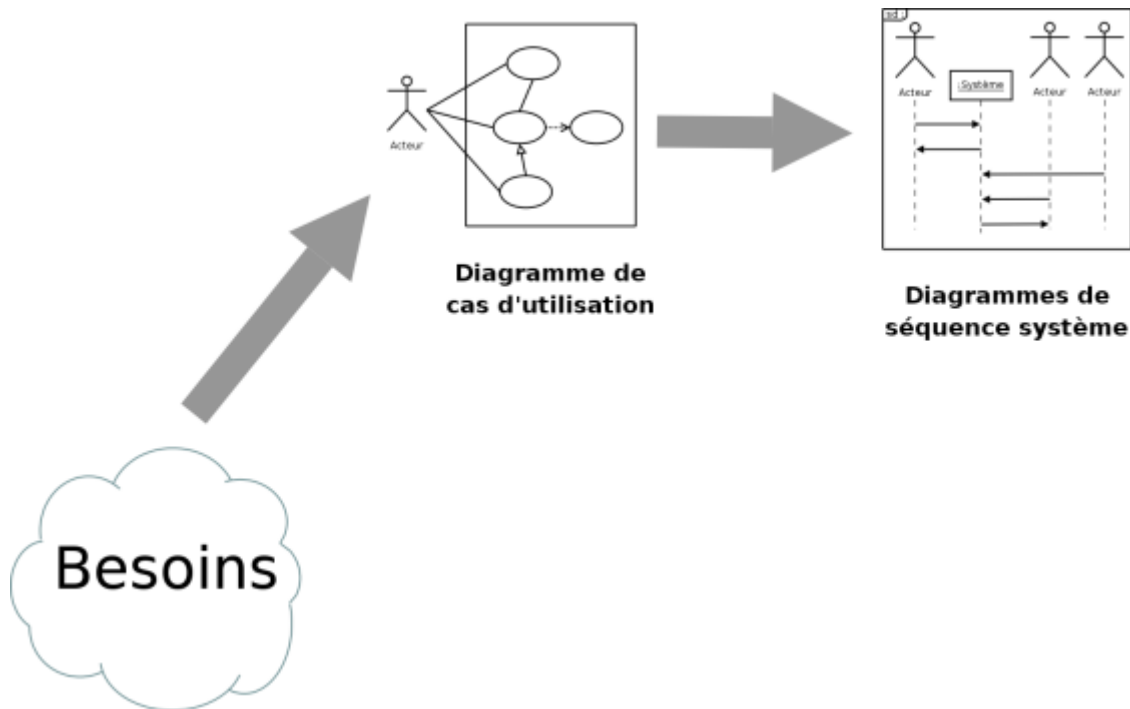 sd
Acteur
:Système
Acteur
Acteur
Acteur
Diagramme de
cas d'utilisation
Diagrammes de
séquence système
Besoins